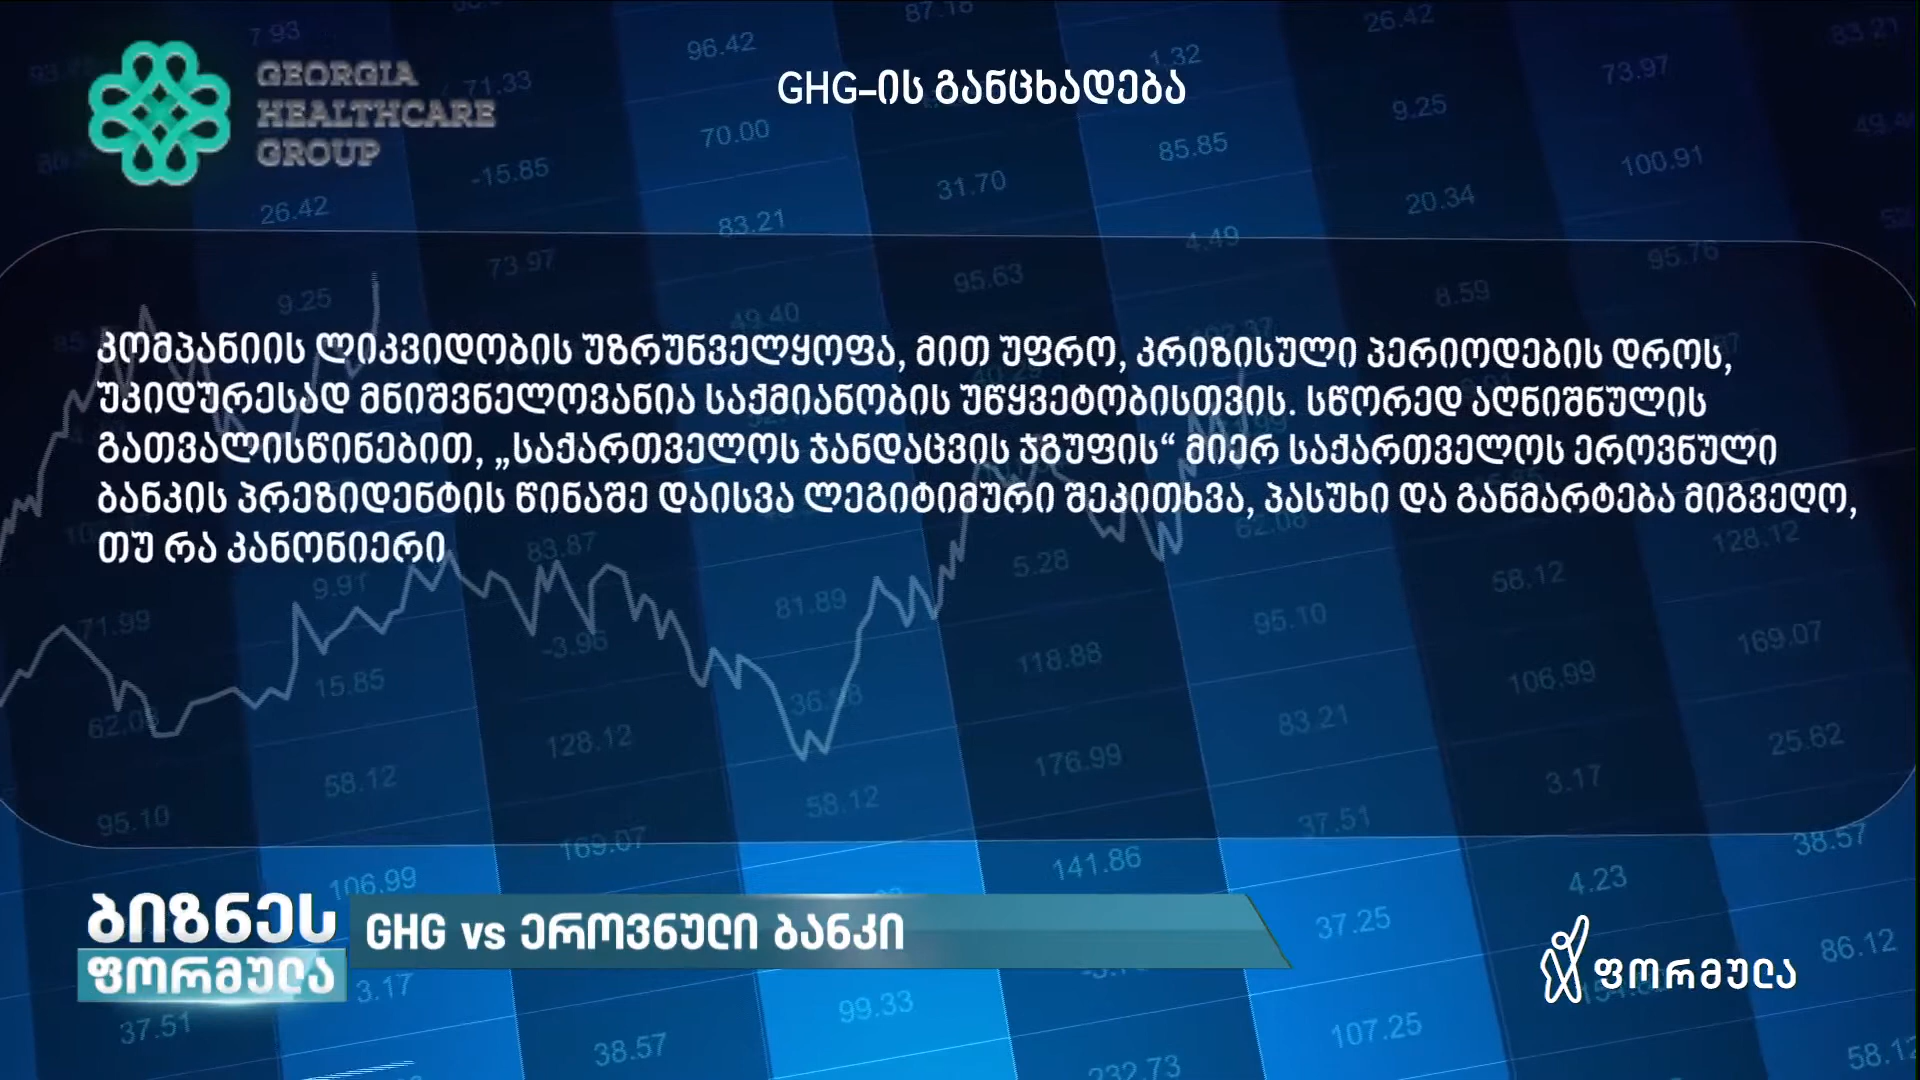 GEORGIA
HEALTHCARE
GROUP
GHG-ის განცხადება
კომპანიის ლიკვიდობის უზრუნველყოფა, მით უფრო, კრიზისული პერიოდების დროს,
უკიდურესად მნიშვნელოვანია საქმიანობის უწყვეტობისთვის. სწორედ აღნიშნულის
გათვალისწინებით, „საქართველოს ჯანდაცვის ჯგუფის“ მიერ საქართველოს ეროვნული
ბანკის პრეზიდენტის წინაშე დაისვა ლეგიტიმური შეკითხვა, პასუხი და განმარტება მიგვეღო,
თუ რა კანონიერი
ბიზნეს
ფორმულა
GHG vs ეროვნული ბანკი
ფორმულა